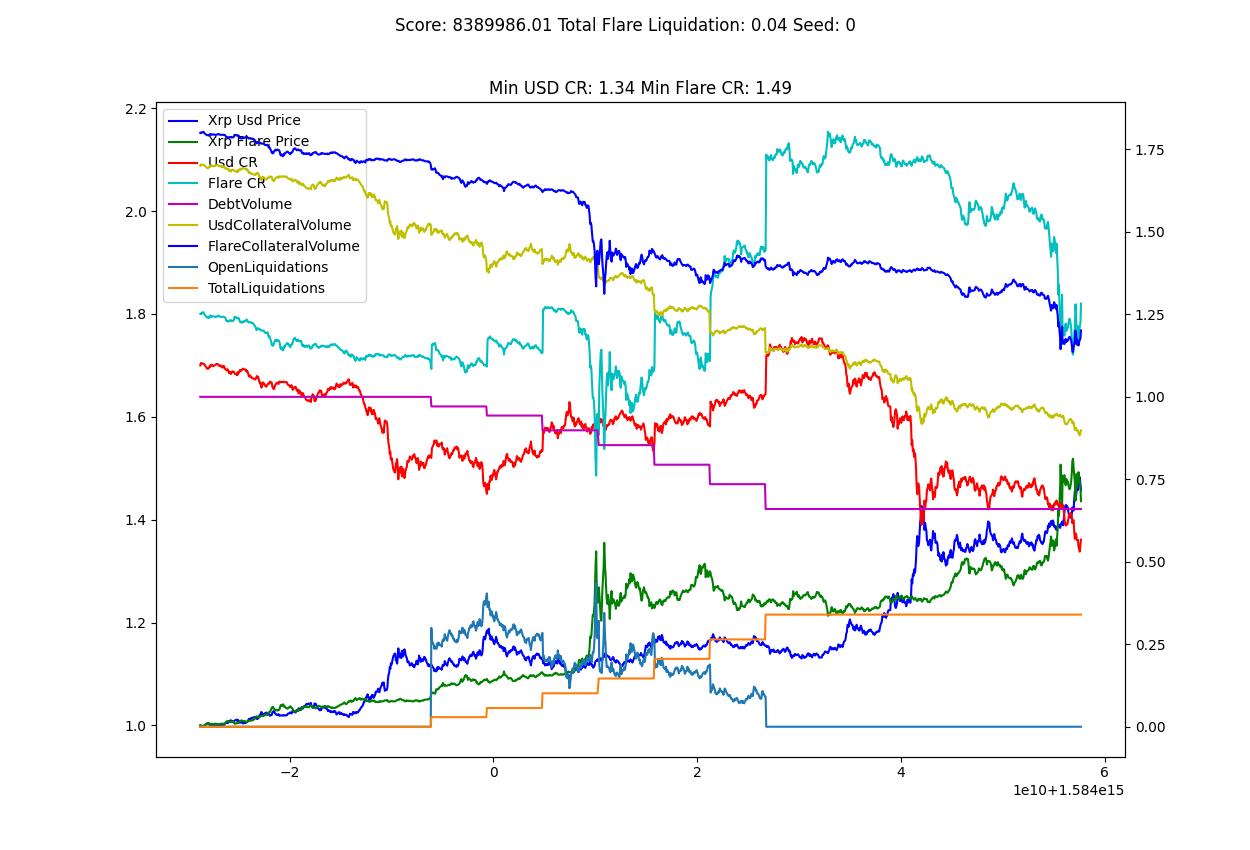 Score: 8389986.01 Total Flare Liquidation: 0.04 Seed: 0
Min USD CR: 1.34 Min Flare CR: 1.49
Xrp Usd Price
Xrp Flare Price
Usd CR
Flare CR
DebtVolume
UsdCollateralVolume
FlareCollateralVolume
OpenLiquidations
TotalLiquidations
2.2
2.0
1.8
1.6
1.4
1.2
1.0
1.75
1.50
1.25
1.00
0.75
0.50
0.25
0.00
−2
0
2
4
6
1e10+1.584e15